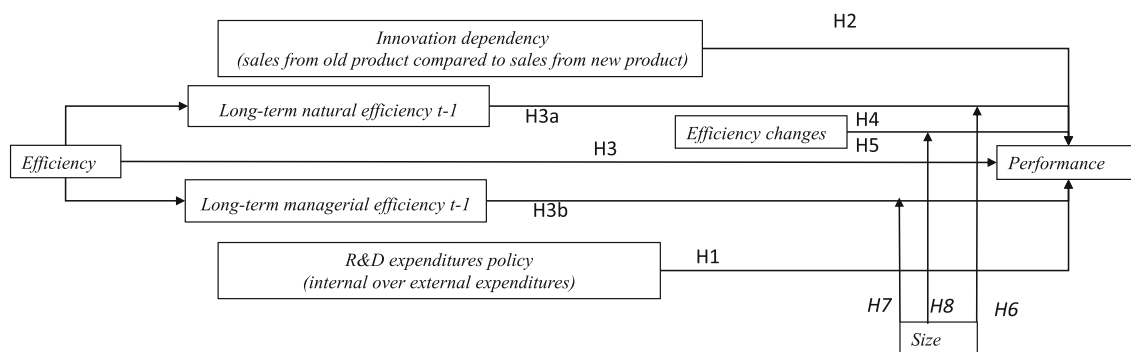 H2
Innovation dependency
(sales from old product compared to sales from new product)
Long-term natural efficiency t-1
H3a
Efficiency changes
H4
H5
Efficiency
H3
Performance
Long-term managerial efficiency t-1
H3b
R&D expenditures policy
(internal over external expenditures)
H1
H7
H8
H6
Size